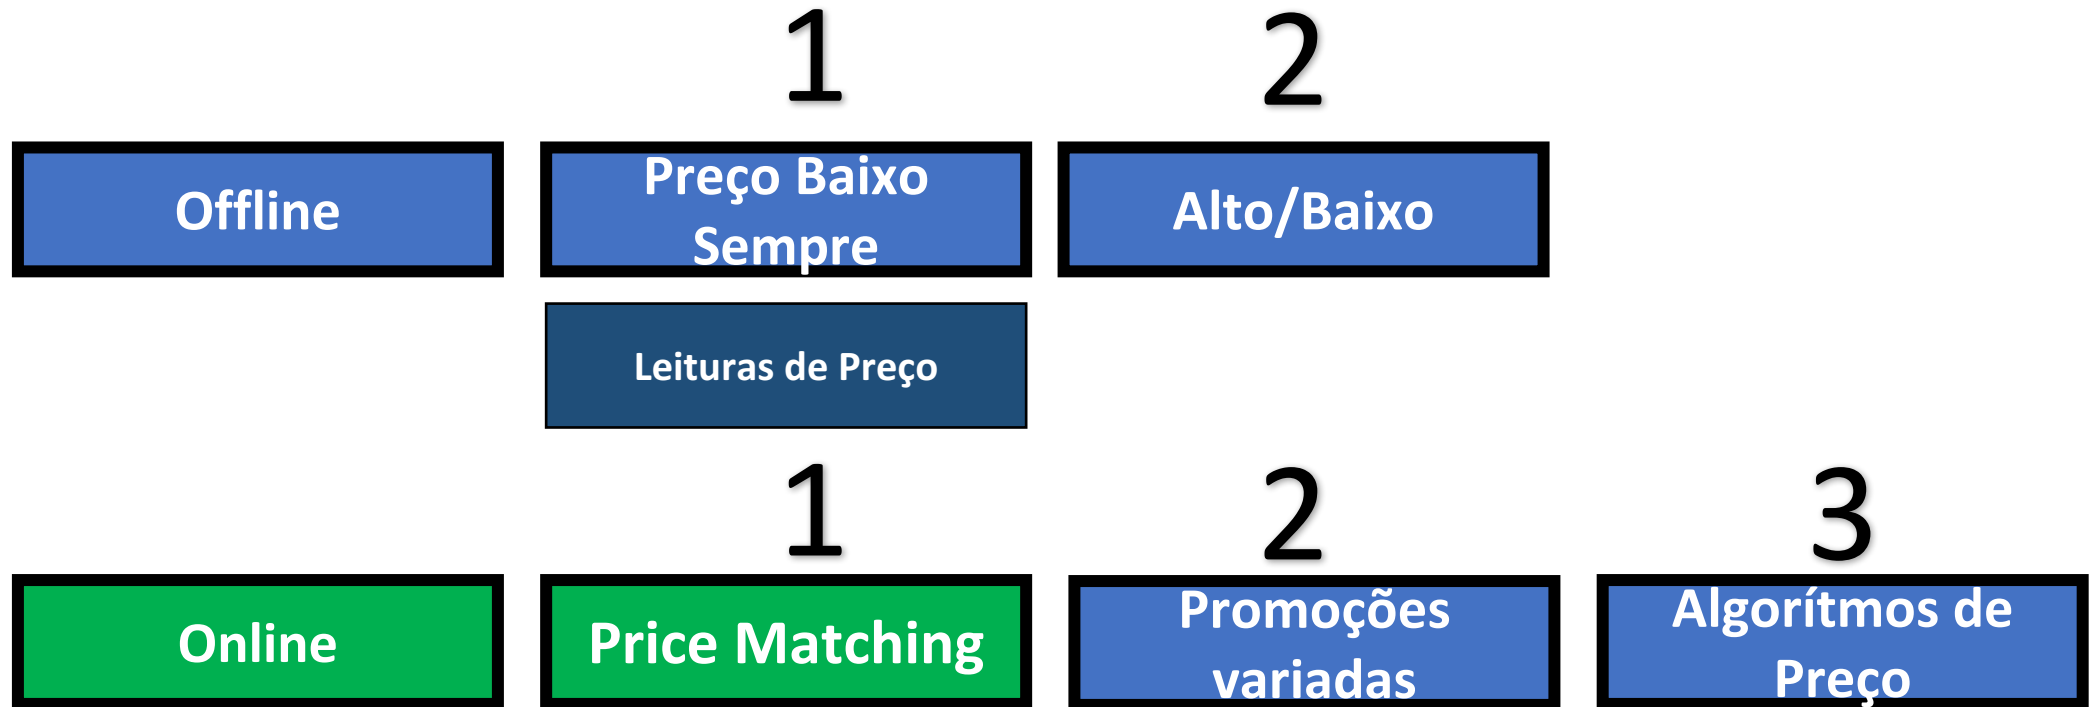 1
2
Offline
Preço Baixo
Sempre
Alto/Baixo
Leituras de Preço
1
2
3
Online
Price Matching
Promoções
variadas
Algorítmos de
Preço